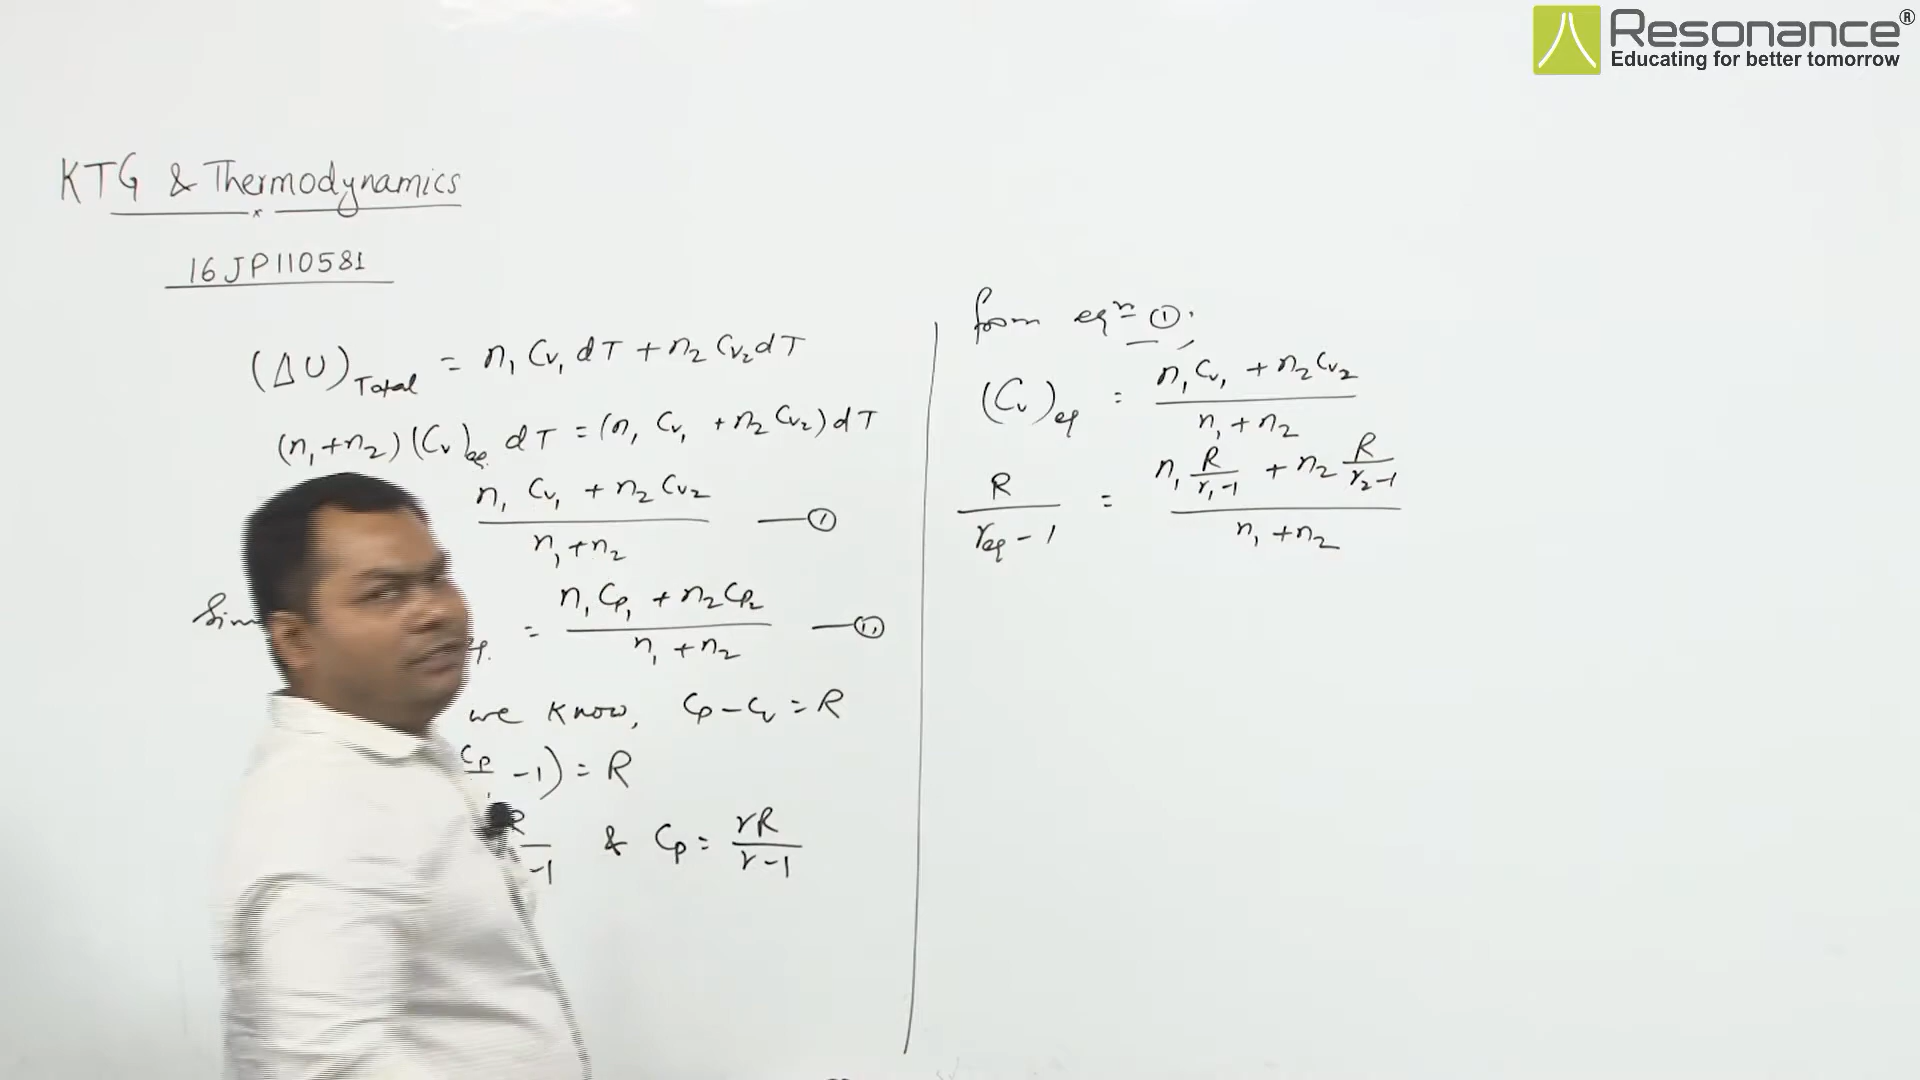 Resonance®
Educating for better tomorrow
KTG & Thermodynamics
16JP110581
(ΔU)Total = n₁ Cv₁ dT + n₂ Cv₂ dT
(n₁+n₂) (Cv)eq. dT = (n₁ Cv₁ + n₂ Cv₂) dT
n₁ Cv₁ + n₂ Cv₂ / n₁ + n₂ —①
= n₁ Cp₁ + n₂ Cp₂ / n₁ + n₂ —(ii)
we know, Cp - Cv = R
Cp - 1) = R
R / -1 & Cp = γR / γ-1
from eqⁿ ①.
(Cv)eq = n₁ Cv₁ + n₂ Cv₂ / n₁ + n₂
R / γeq - 1 = n₁ R/γ₁-1 + n₂ R/γ₂-1 / n₁ + n₂